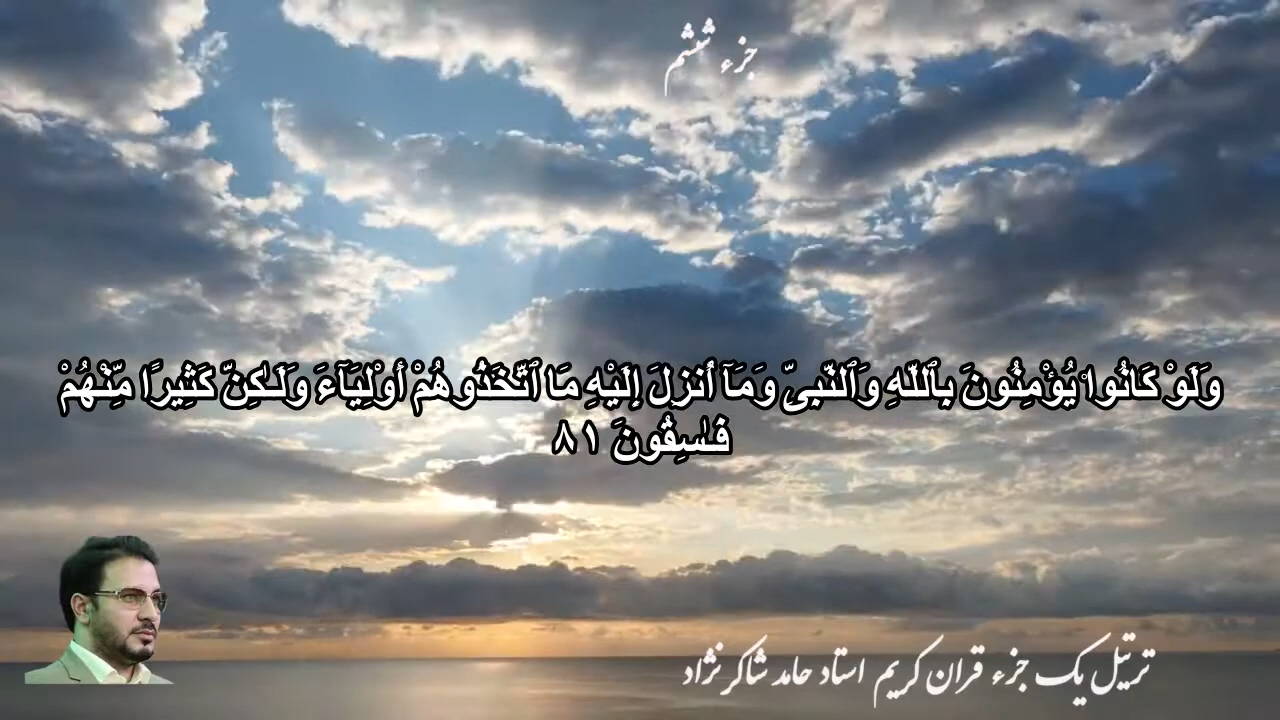 جزء ششم
وَلَوْ كَانُوا۟ يُؤْمِنُونَ بِٱللَّهِ وَٱلنَّبِىِّ وَمَآ أُنزِلَ إِلَيْهِ مَا ٱتَّخَذُوهُمْ أَوْلِيَآءَ وَلَـٰكِنَّ كَثِيرًا مِّنْهُمْ
فَـٰسِقُونَ ٨١
ترتیل یک جزء قران کریم استاد حامد شاکرنژاد